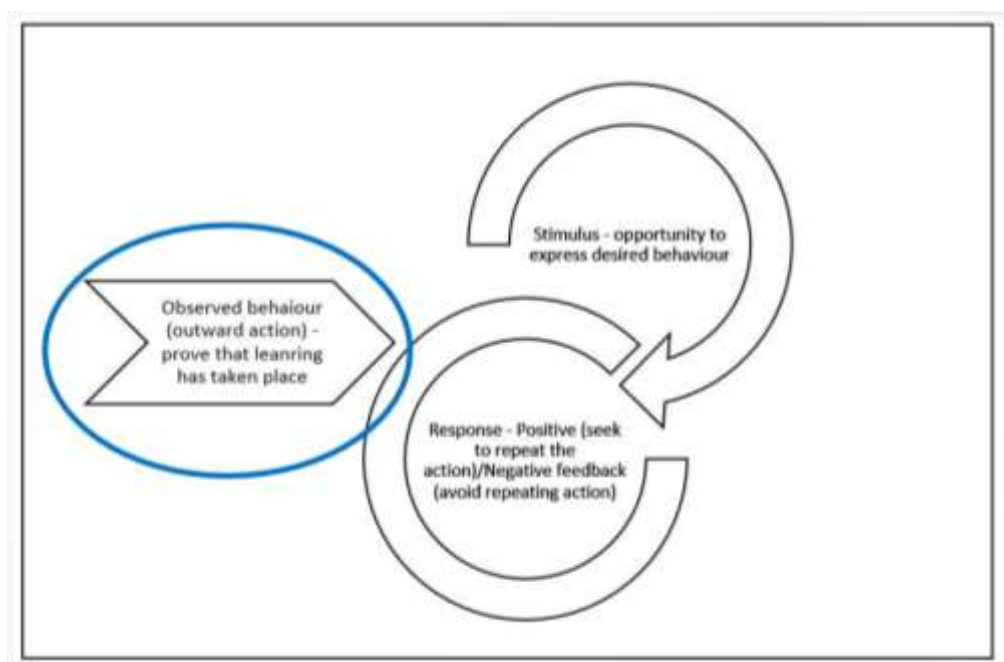 Stimulus - opportunity to
express desired behaviour
Observed behaiour
(outward action) -
prove that leanring
has taken place
Response - Positive (seek
to repeat the
action)/Negative feedback
(avoid repeating action)